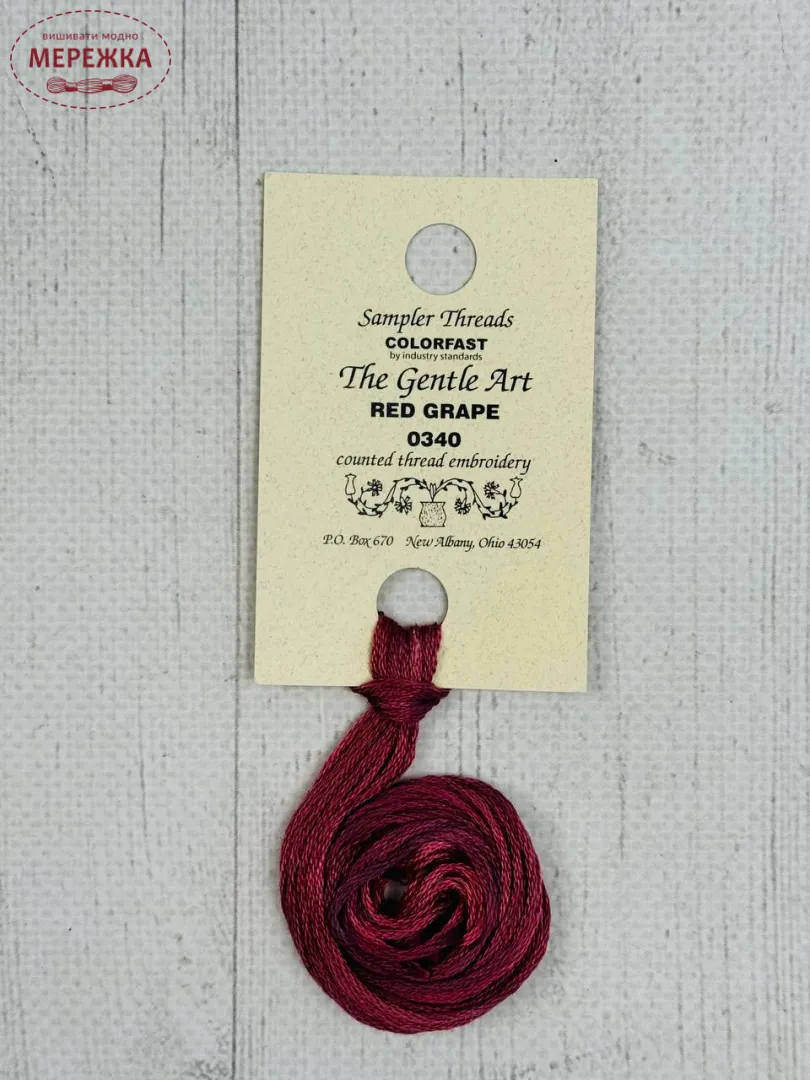 вишивати модно
МЕРЕЖКА
Sampler Threads
COLORFAST
by industry standards
The Gentle Art
RED GRAPE
0340
counted thread embroidery
P.O. Box 670 New Albany, Ohio 43054